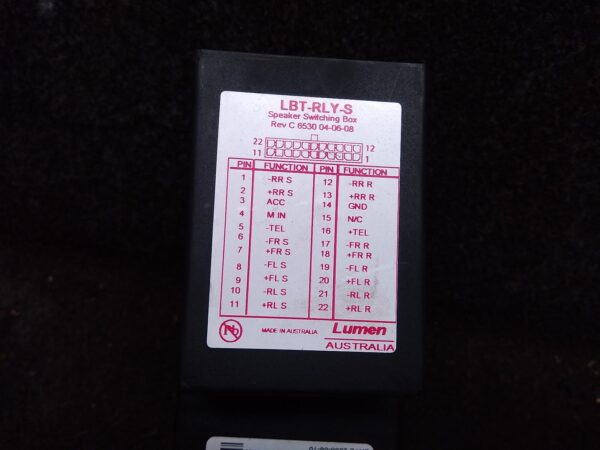 LBT-RLY-S
Speaker Switching Box
Rev C 6530 04-06-08
22 12
11 1
PIN FUNCTION PIN FUNCTION
1 -RR S 12 -RR R
2 +RR S 13 +RR R
3 ACC 14 GND
4 M IN 15 N/C
5 -TEL 16 +TEL
6 -FR S 17 -FR R
7 +FR S 18 +FR R
8 -FL S 19 -FL R
9 +FL S 20 +FL R
10 -RL S 21 -RL R
11 +RL S 22 +RL R
Pb MADE IN AUSTRALIA Lumen
AUSTRALIA